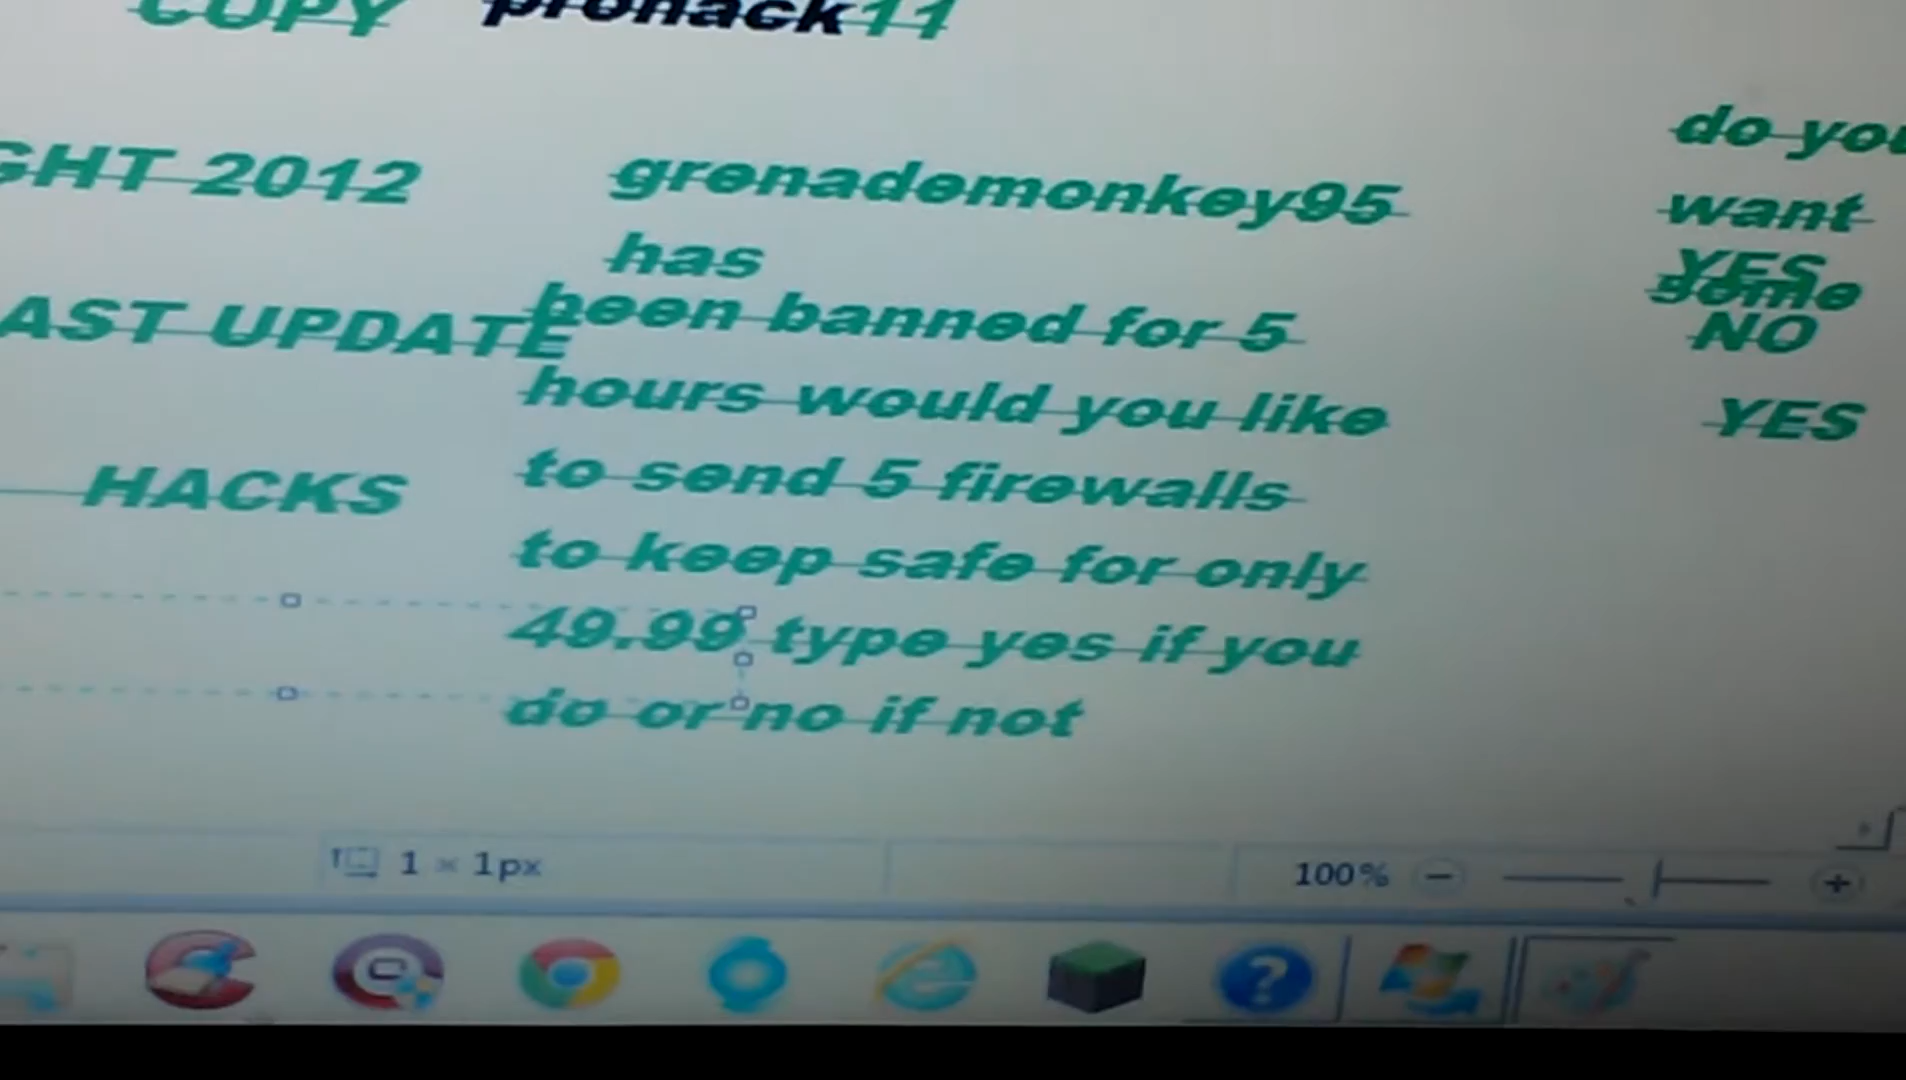 COPY prohack11
GHT 2012
AST UPDATE
HACKS
grenademonkey95
has
been banned for 5
hours would you like
to send 5 firewalls
to keep safe for only
49.99 type yes if you
do or no if not
do you
want
YES
some
NO
YES
1 × 1px
100%